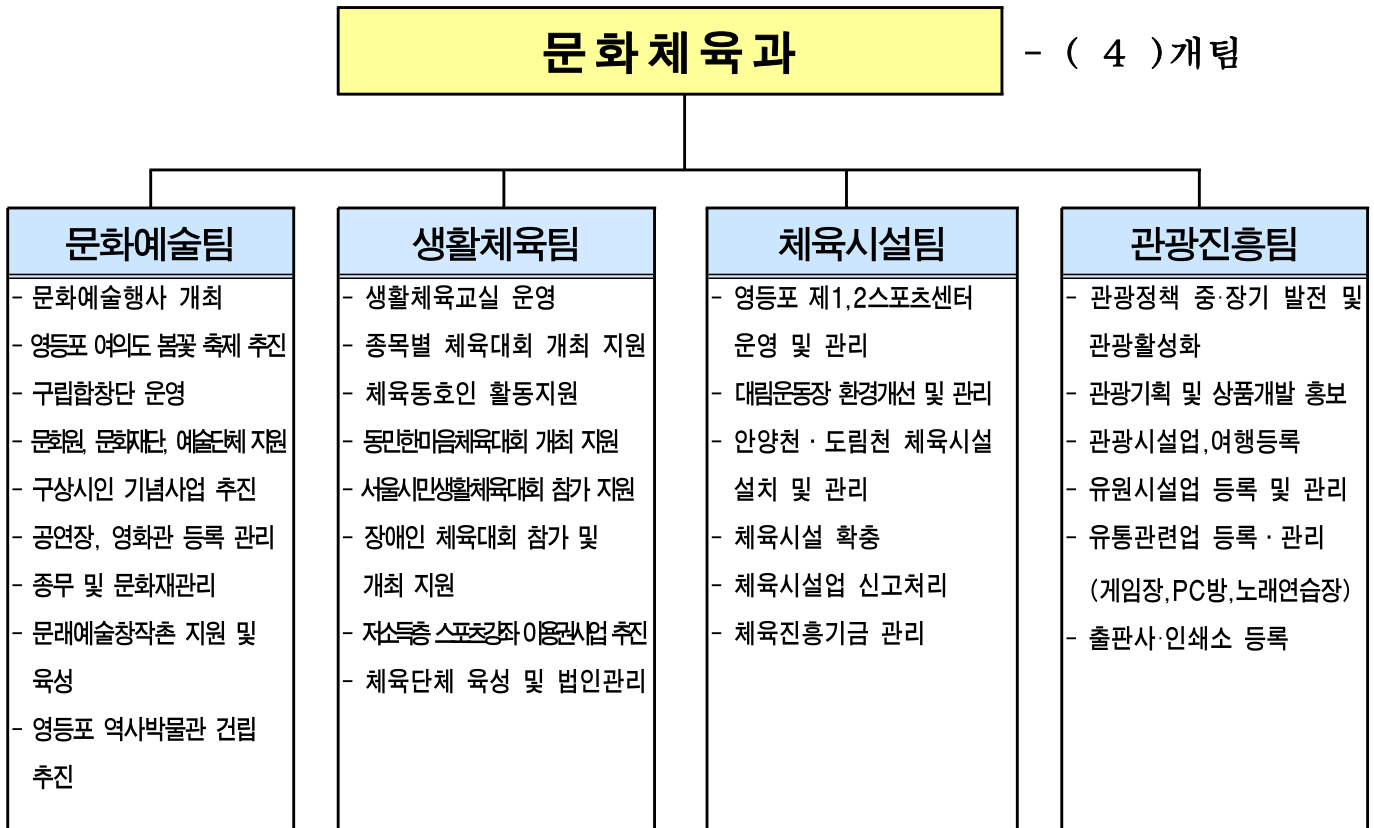 문화체육과
- ( 4 )개팀
문화예술팀
- 문화예술행사 개최
- 영등포 여의도 봄꽃 축제 추진
- 구립합창단 운영
- 문화원, 문화재단, 예술단체 지원
- 구상시인 기념사업 추진
- 공연장, 영화관 등록 관리
- 종무 및 문화재관리
- 문래예술창작촌 지원 및
육성
- 영등포 역사박물관 건립
추진
생활체육팀
- 생활체육교실 운영
- 종목별 체육대회 개최 지원
- 체육동호인 활동지원
- 동민한마음체육대회 개최 지원
- 서울시민생활체육대회 참가 지원
- 장애인 체육대회 참가 및
개최 지원
- 저소득층 스포츠강좌 이용권사업 추진
- 체육단체 육성 및 법인관리
체육시설팀
- 영등포 제1,2스포츠센터
운영 및 관리
- 대림운동장 환경개선 및 관리
- 안양천 · 도림천 체육시설
설치 및 관리
- 체육시설 확충
- 체육시설업 신고처리
- 체육진흥기금 관리
관광진흥팀
- 관광정책 중·장기 발전 및
관광활성화
- 관광기획 및 상품개발 홍보
- 관광시설업,여행등록
- 유원시설업 등록 및 관리
- 유통관련업 등록 · 관리
(게임장,PC방,노래연습장)
- 출판사·인쇄소 등록